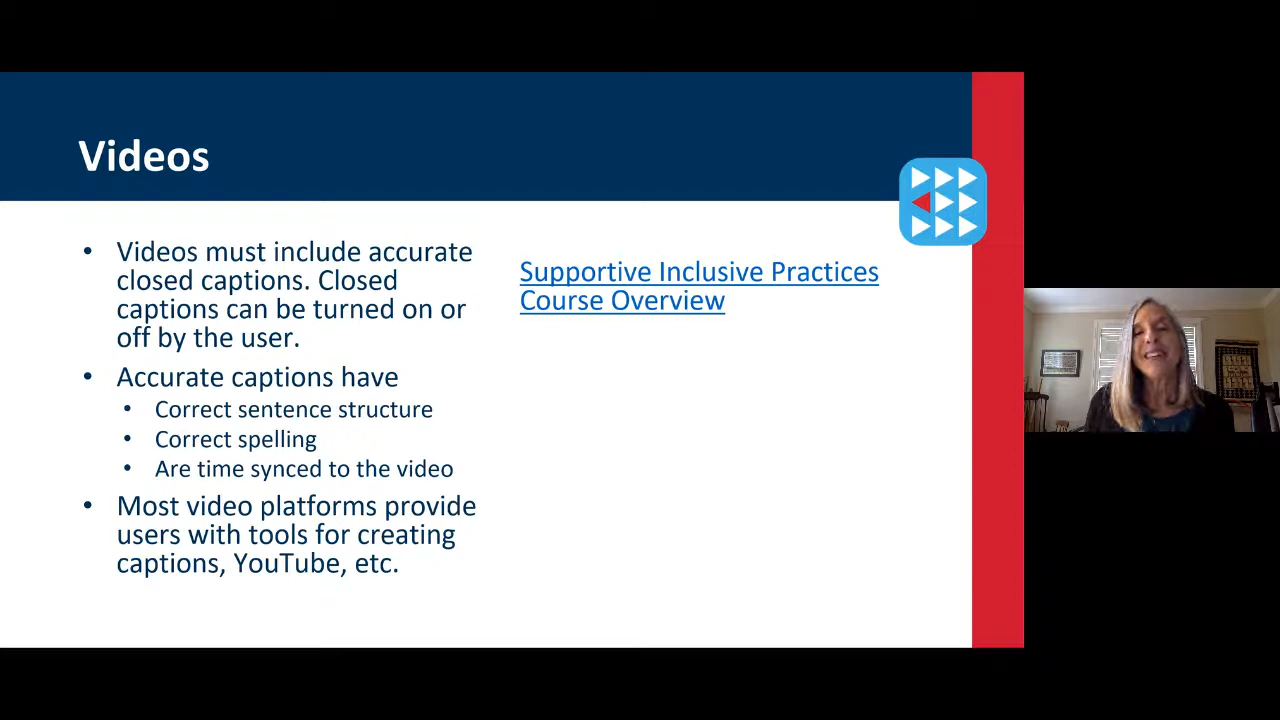 Videos
• Videos must include accurate
closed captions. Closed
captions can be turned on or
off by the user.
• Accurate captions have
• Correct sentence structure
• Correct spelling
• Are time synced to the video
• Most video platforms provide
users with tools for creating
captions, YouTube, etc.
Supportive Inclusive Practices
Course Overview